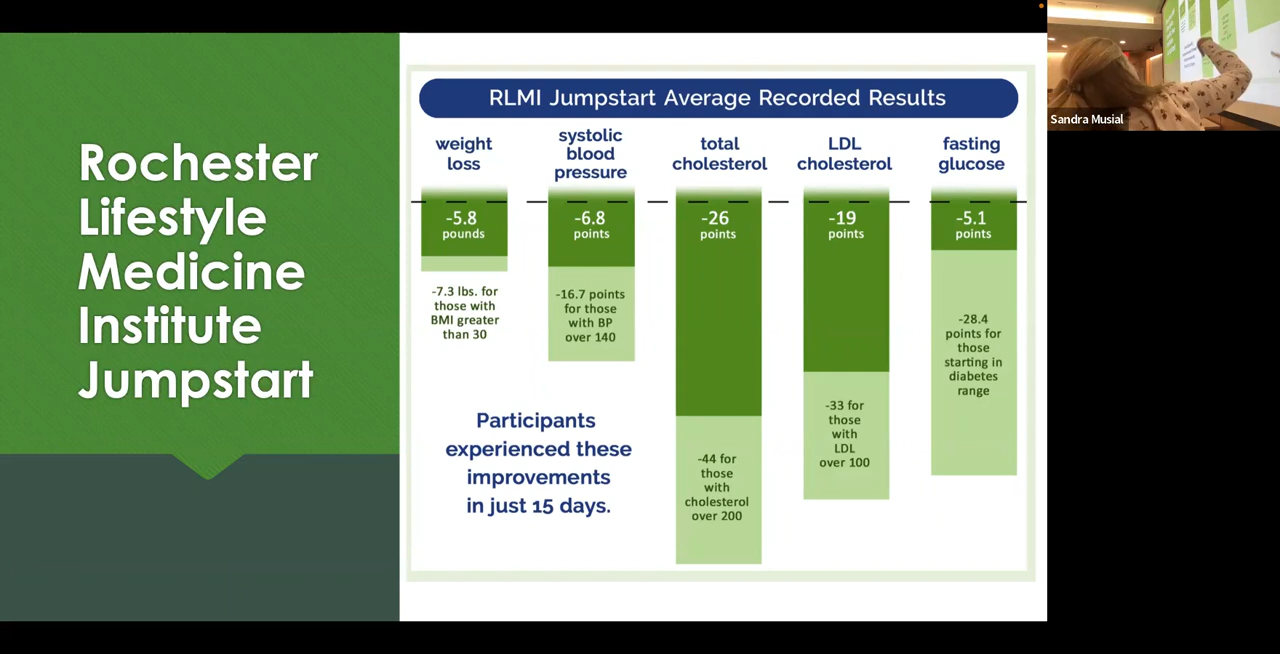 Rochester
Lifestyle
Medicine
Institute
Jumpstart
RLMI Jumpstart Average Recorded Results
weight
loss
systolic
blood
pressure
total
cholesterol
LDL
cholesterol
fasting
glucose
-5.8
pounds
-6.8
points
-26
points
-19
points
-5.1
points
-7.3 lbs. for
those with
BMI greater
than 30
-16.7 points
for those
with BP
over 140
-44 for
those
with
cholesterol
over 200
-33 for
those
with
LDL
over 100
-28.4
points for
those
starting in
diabetes
range
Participants
experienced these
improvements
in just 15 days.
Sandra Musial